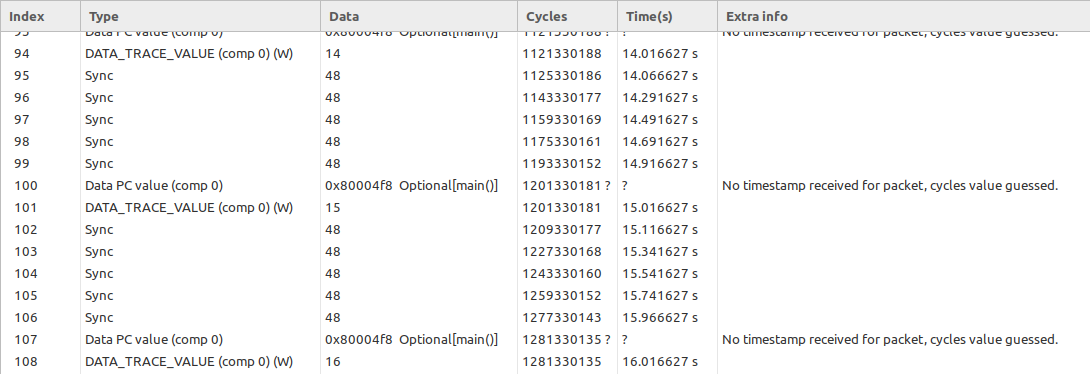 Index Type Data Cycles Time(s) Extra info
93 Data PC value (comp 0) 0x80004f8 Optional[main()] 1121330188 ? ? No timestamp received for packet, cycles value guessed.
94 DATA_TRACE_VALUE (comp 0) (W) 14 1121330188 14.016627 s
95 Sync 48 1125330186 14.066627 s
96 Sync 48 1143330177 14.291627 s
97 Sync 48 1159330169 14.491627 s
98 Sync 48 1175330161 14.691627 s
99 Sync 48 1193330152 14.916627 s
100 Data PC value (comp 0) 0x80004f8 Optional[main()] 1201330181 ? ? No timestamp received for packet, cycles value guessed.
101 DATA_TRACE_VALUE (comp 0) (W) 15 1201330181 15.016627 s
102 Sync 48 1209330177 15.116627 s
103 Sync 48 1227330168 15.341627 s
104 Sync 48 1243330160 15.541627 s
105 Sync 48 1259330152 15.741627 s
106 Sync 48 1277330143 15.966627 s
107 Data PC value (comp 0) 0x80004f8 Optional[main()] 1281330135 ? ? No timestamp received for packet, cycles value guessed.
108 DATA_TRACE_VALUE (comp 0) (W) 16 1281330135 16.016627 s